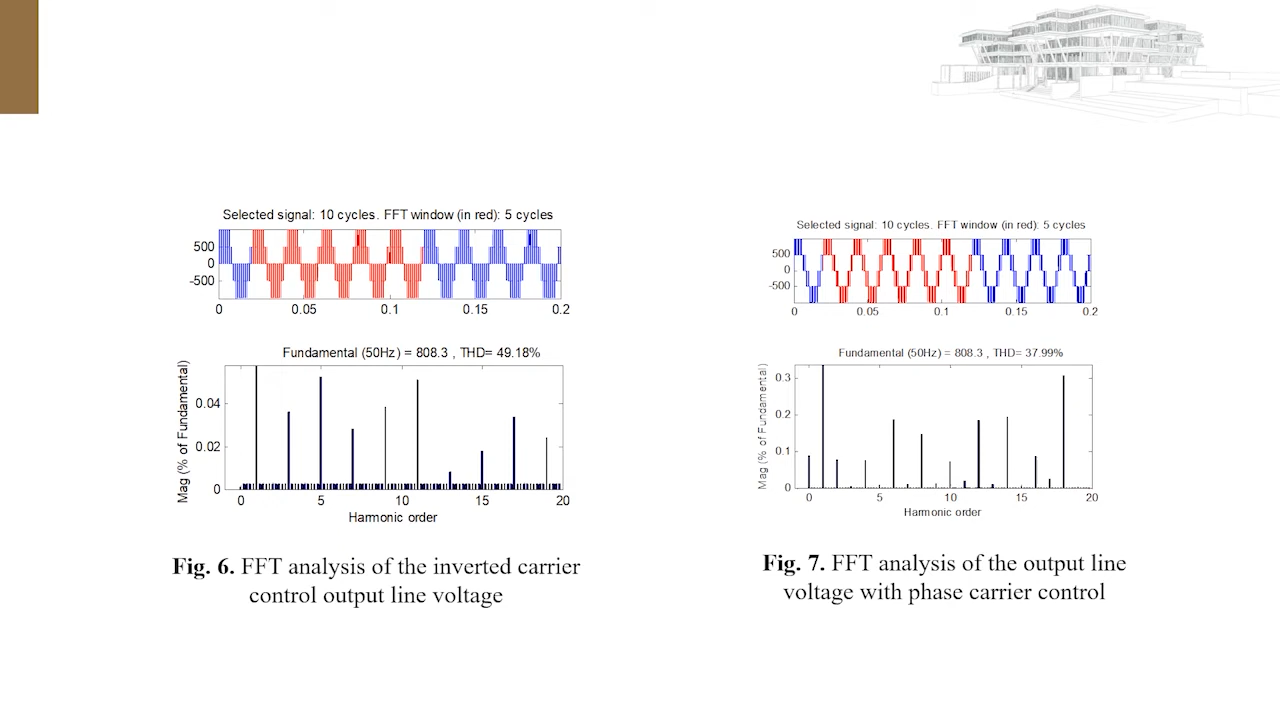 Selected signal: 10 cycles. FFT window (in red): 5 cycles
500
0
-500
0 0.05 0.1 0.15 0.2
Fundamental (50Hz) = 808.3 , THD= 49.18%
Mag (% of Fundamental)
0.04
0.02
0
0 5 10 15 20
Harmonic order
Fig. 6. FFT analysis of the inverted carrier
control output line voltage
Selected signal: 10 cycles. FFT window (in red): 5 cycles
500
0
-500
0 0.05 0.1 0.15 0.2
Fundamental (50Hz) = 808.3 , THD= 37.99%
Mag (% of Fundamental)
0.3
0.2
0.1
0
0 5 10 15 20
Harmonic order
Fig. 7. FFT analysis of the output line
voltage with phase carrier control